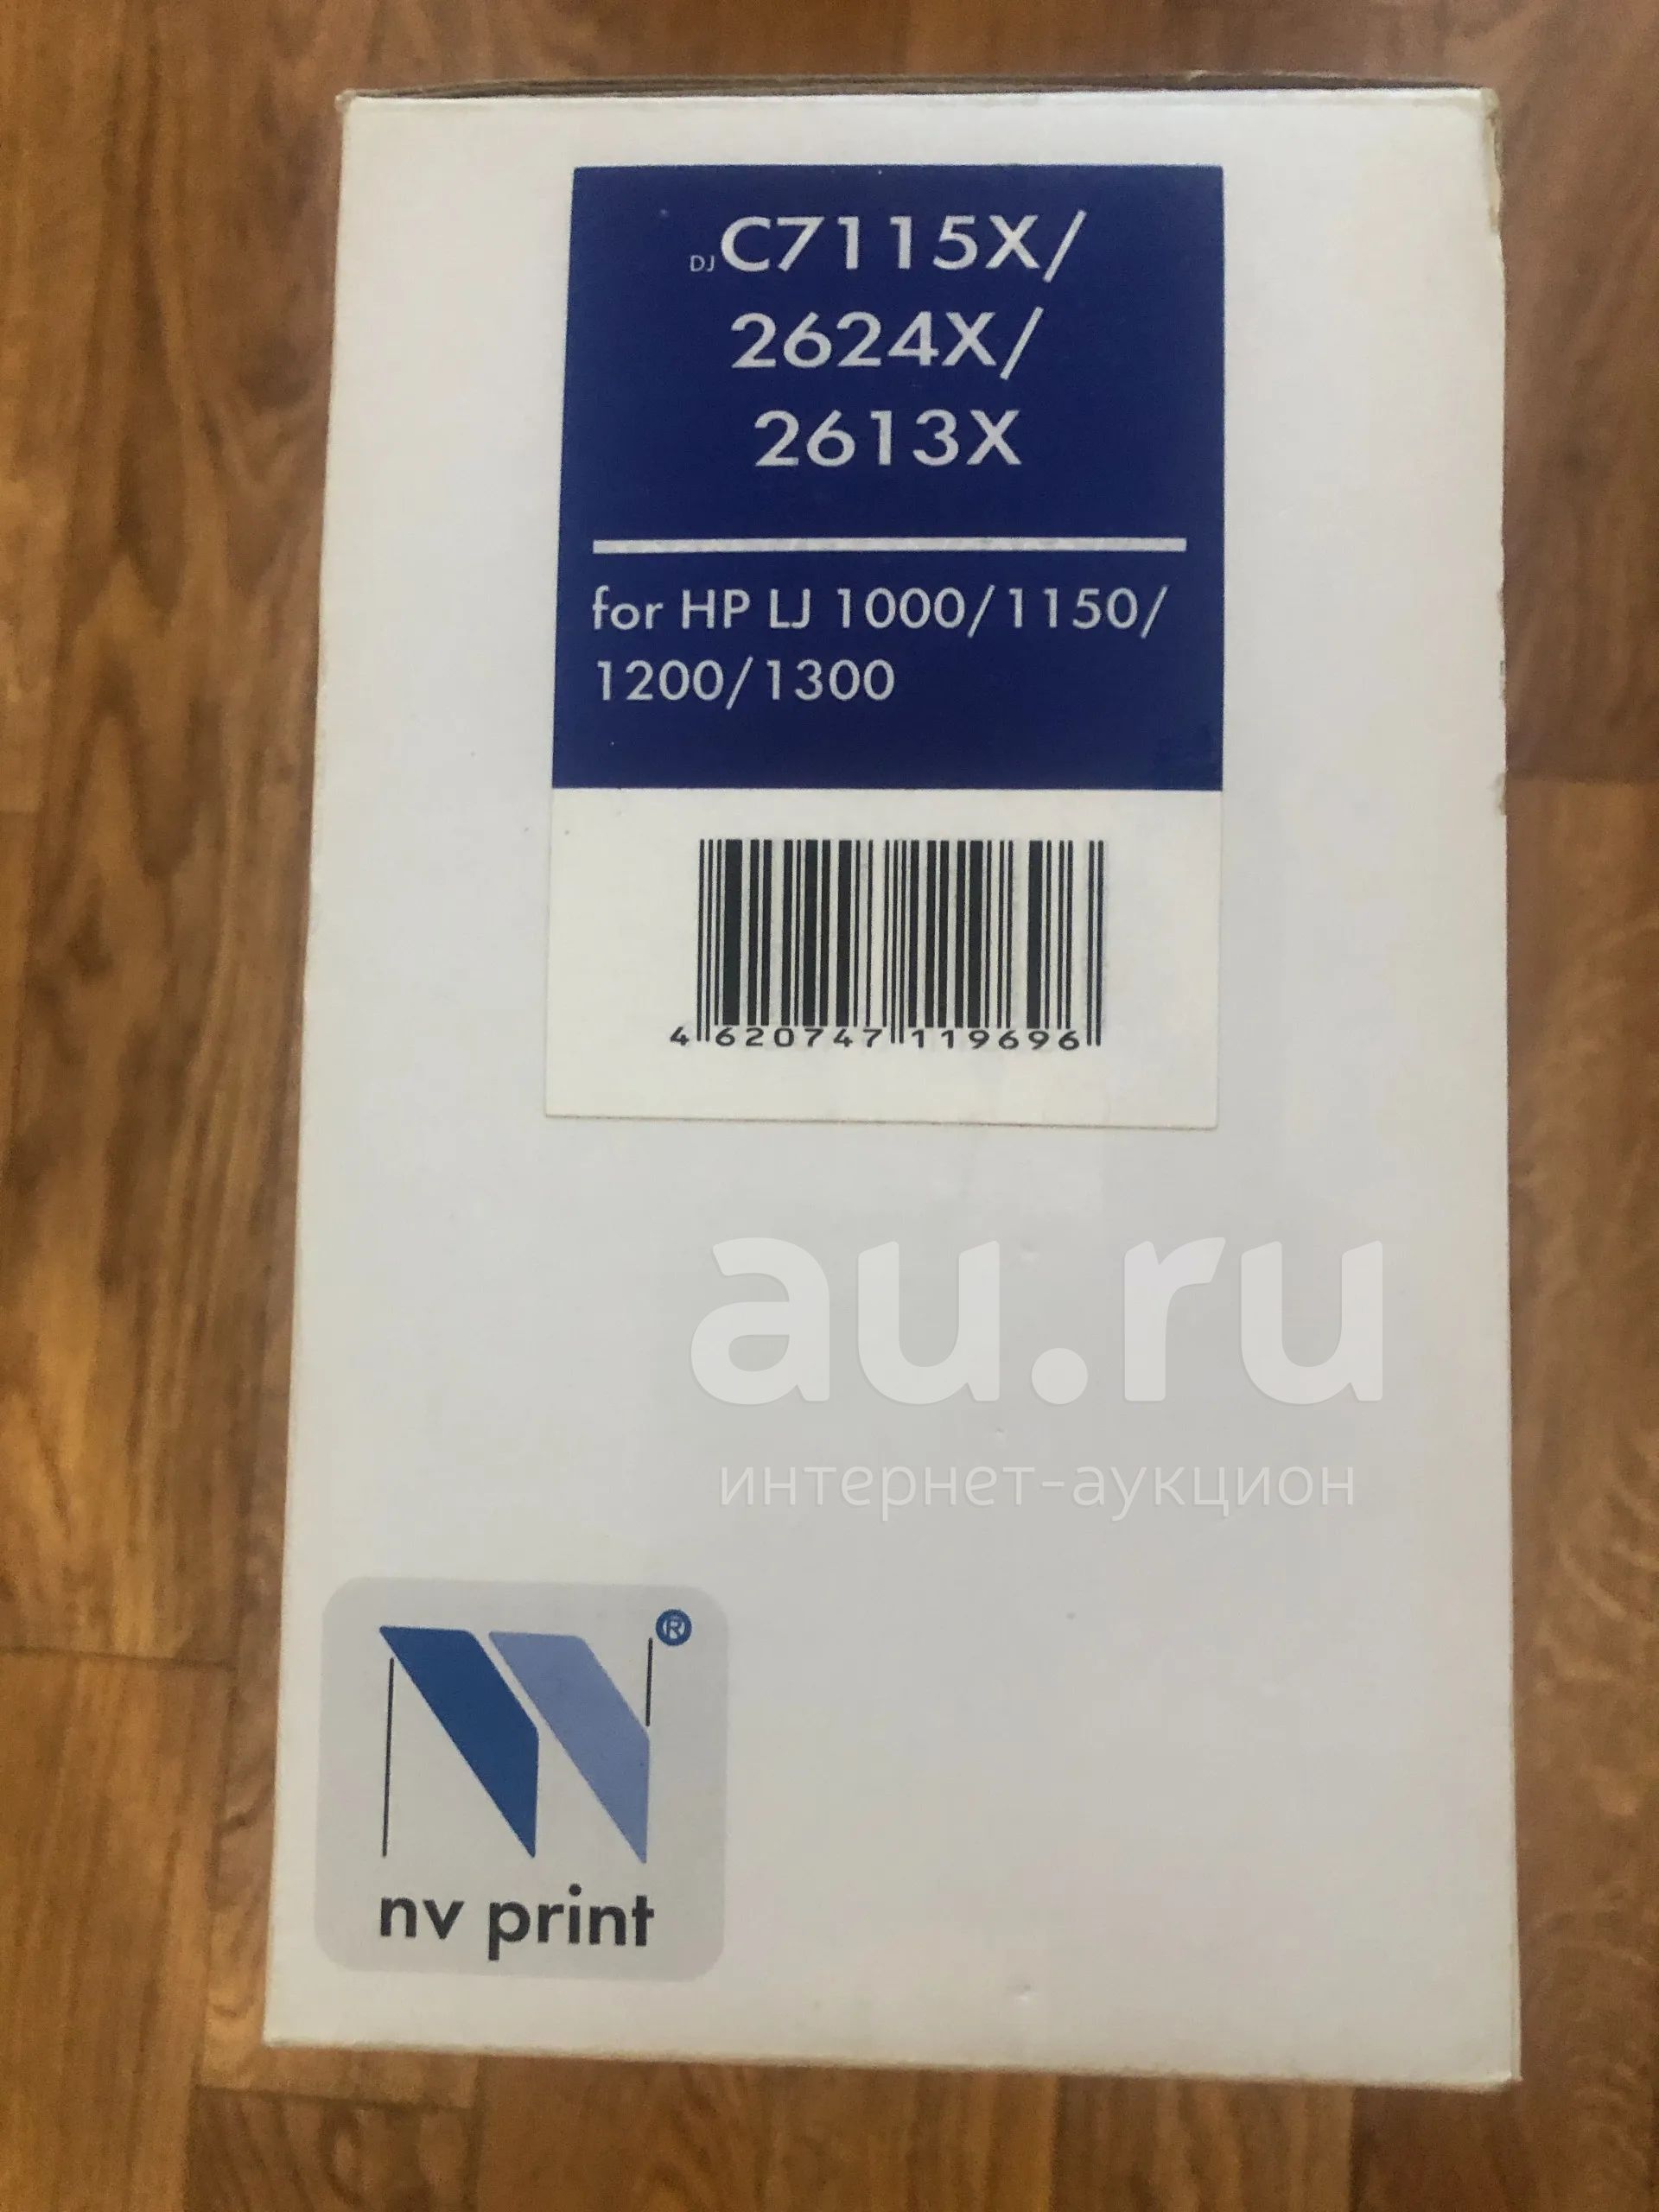 DJ C7115X/
2624X/
2613X
for HP LJ 1000/1150/
1200/1300
4 620747 119696
au.ru
интернет-аукцион
®
nv print